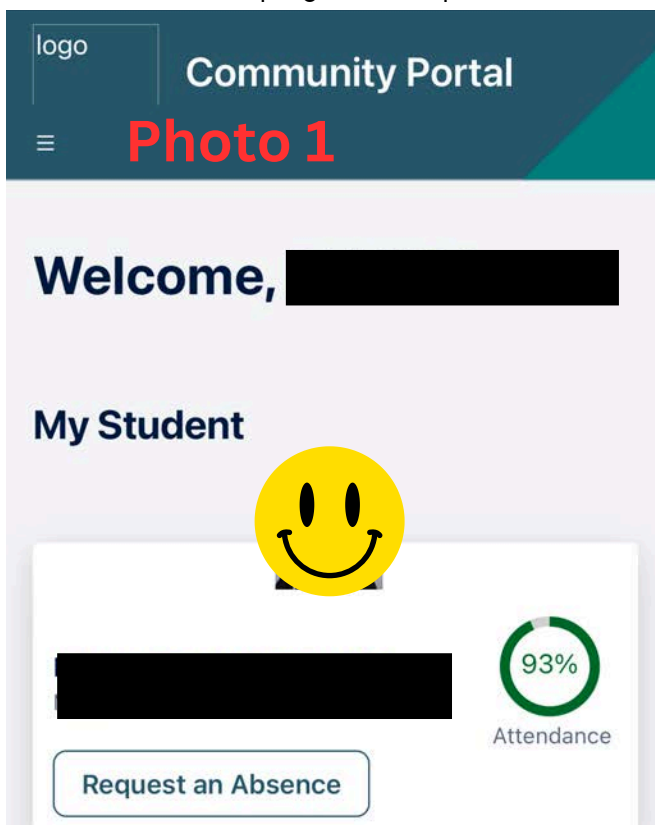 logo
Community Portal
Photo 1
Welcome,
My Student
93%
Attendance
Request an Absence